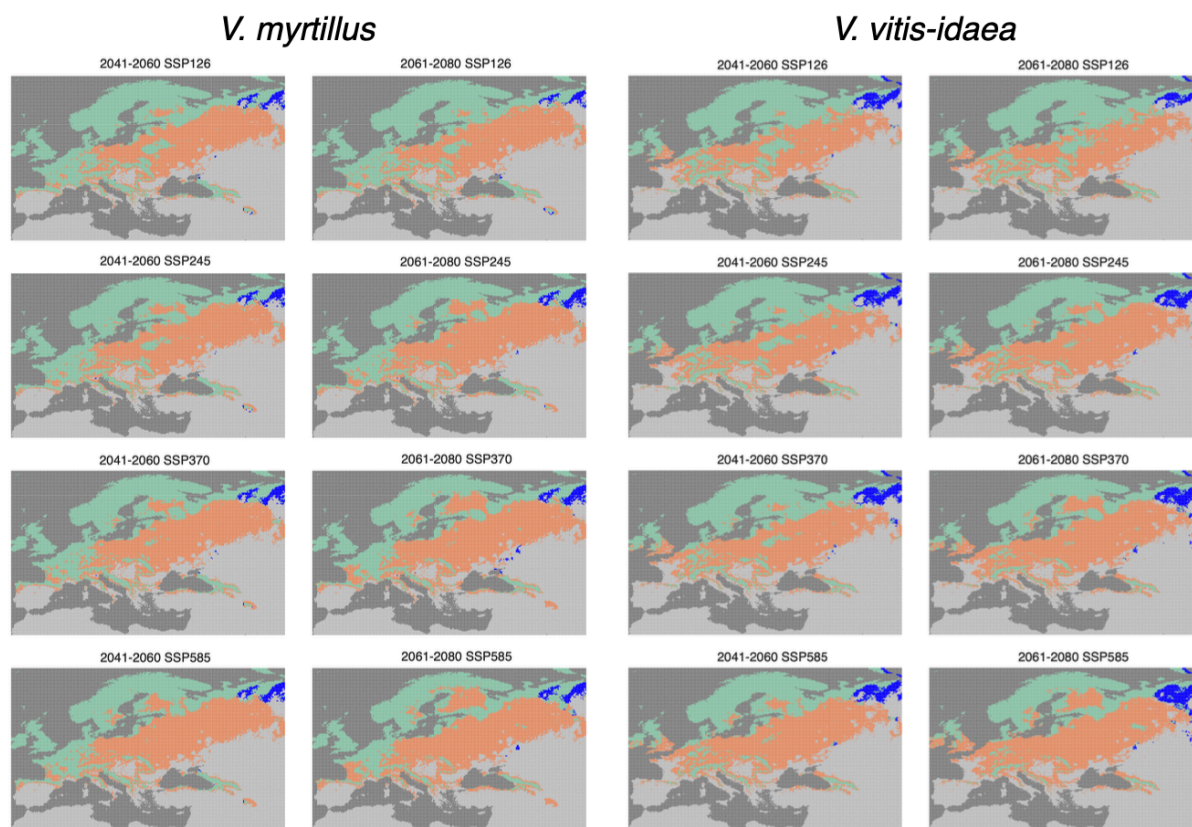 V. myrtillus
V. vitis-idaea
2041-2060 SSP126
2061-2080 SSP126
2041-2060 SSP126
2061-2080 SSP126
2041-2060 SSP245
2061-2080 SSP245
2041-2060 SSP245
2061-2080 SSP245
2041-2060 SSP370
2061-2080 SSP370
2041-2060 SSP370
2061-2080 SSP370
2041-2060 SSP585
2061-2080 SSP585
2041-2060 SSP585
2061-2080 SSP585